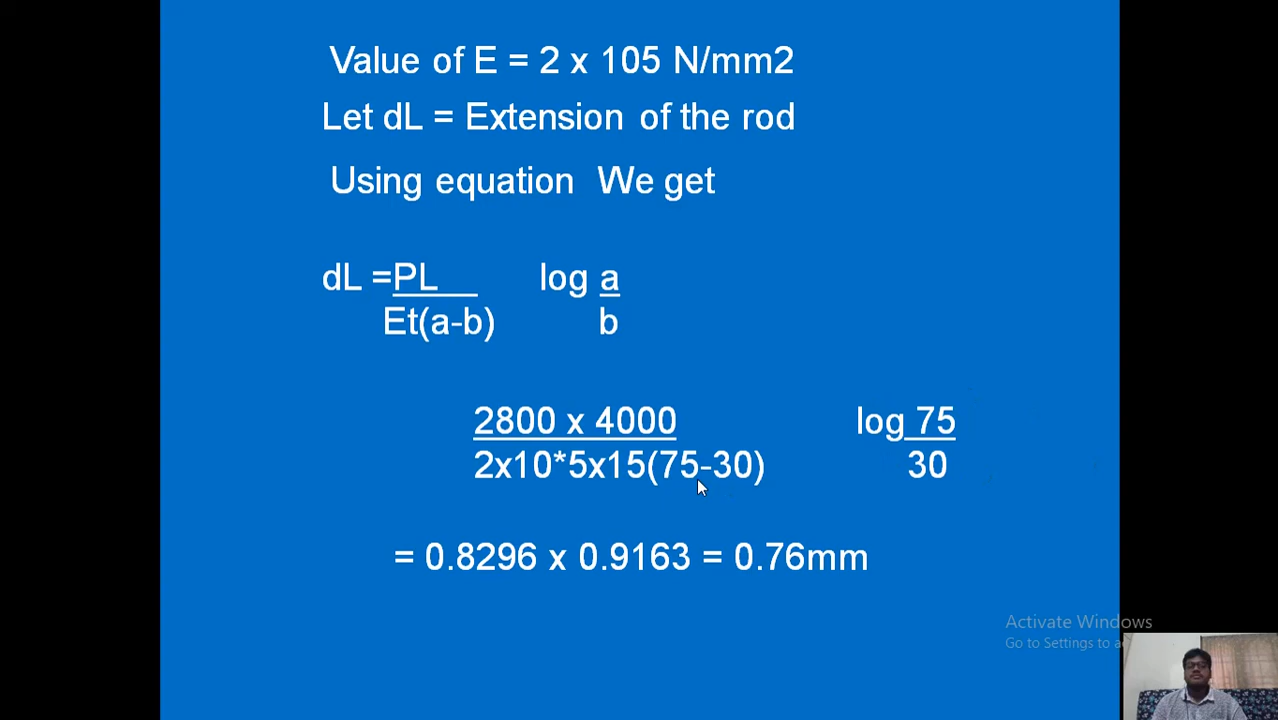 Value of E = 2 x 105 N/mm2
Let dL = Extension of the rod
Using equation We get
dL =PL log a
Et(a-b) b
2800 x 4000 log 75
2x10*5x15(75-30) 30
= 0.8296 x 0.9163 = 0.76mm
Activate Windows
Go to Settings to a